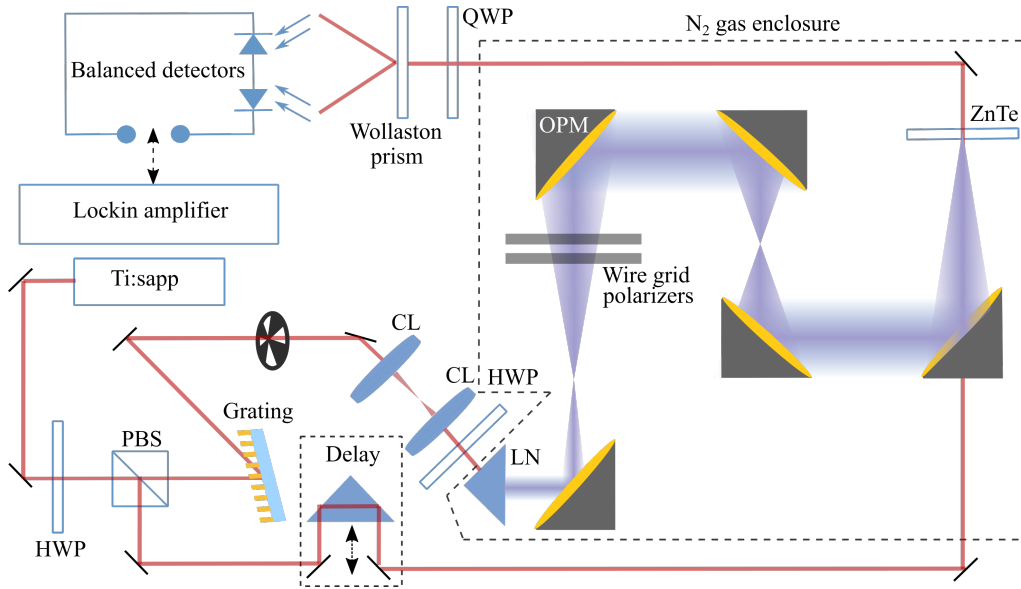 QWP
N₂ gas enclosure
Balanced detectors
Wollaston
prism
OPM
ZnTe
Lockin amplifier
Wire grid
polarizers
Ti:sapp
CL
CL
HWP
Grating
PBS
Delay
LN
HWP